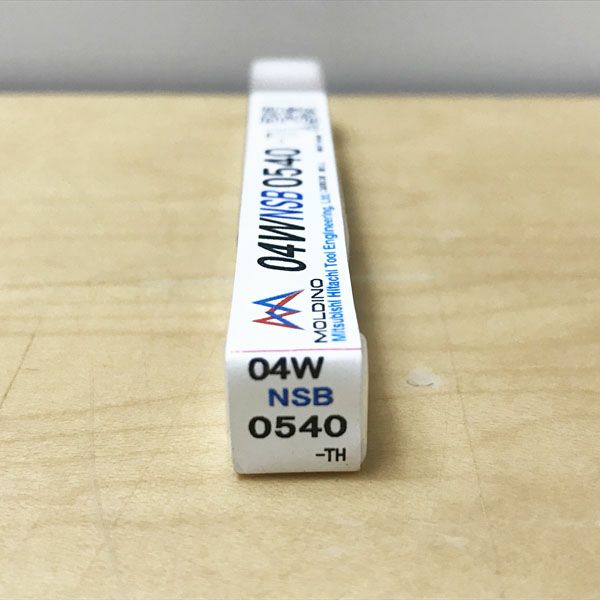 04WNSB0540
MOLDINO
Mitsubishi Hitachi Tool Engineering, Ltd.
04W
NSB
0540
-TH